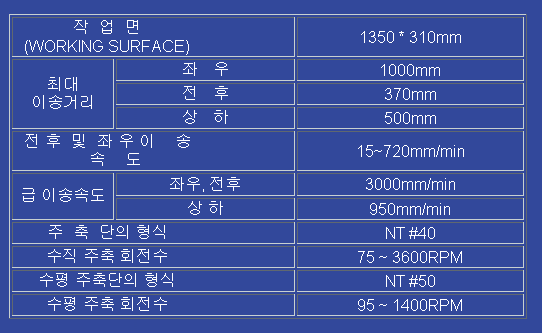 작 업 면
(WORKING SURFACE)
1350 * 310mm
최대
이송거리
좌 우
1000mm
전 후
370mm
상 하
500mm
전 후 및 좌 우 이 송
속 도
15~720mm/min
급 이송속도
좌우, 전후
3000mm/min
상 하
950mm/min
주 축 단의 형식
NT #40
수직 주축 회전수
75 ~ 3600RPM
수평 주축단의 형식
NT #50
수평 주축 회전수
95 ~ 1400RPM